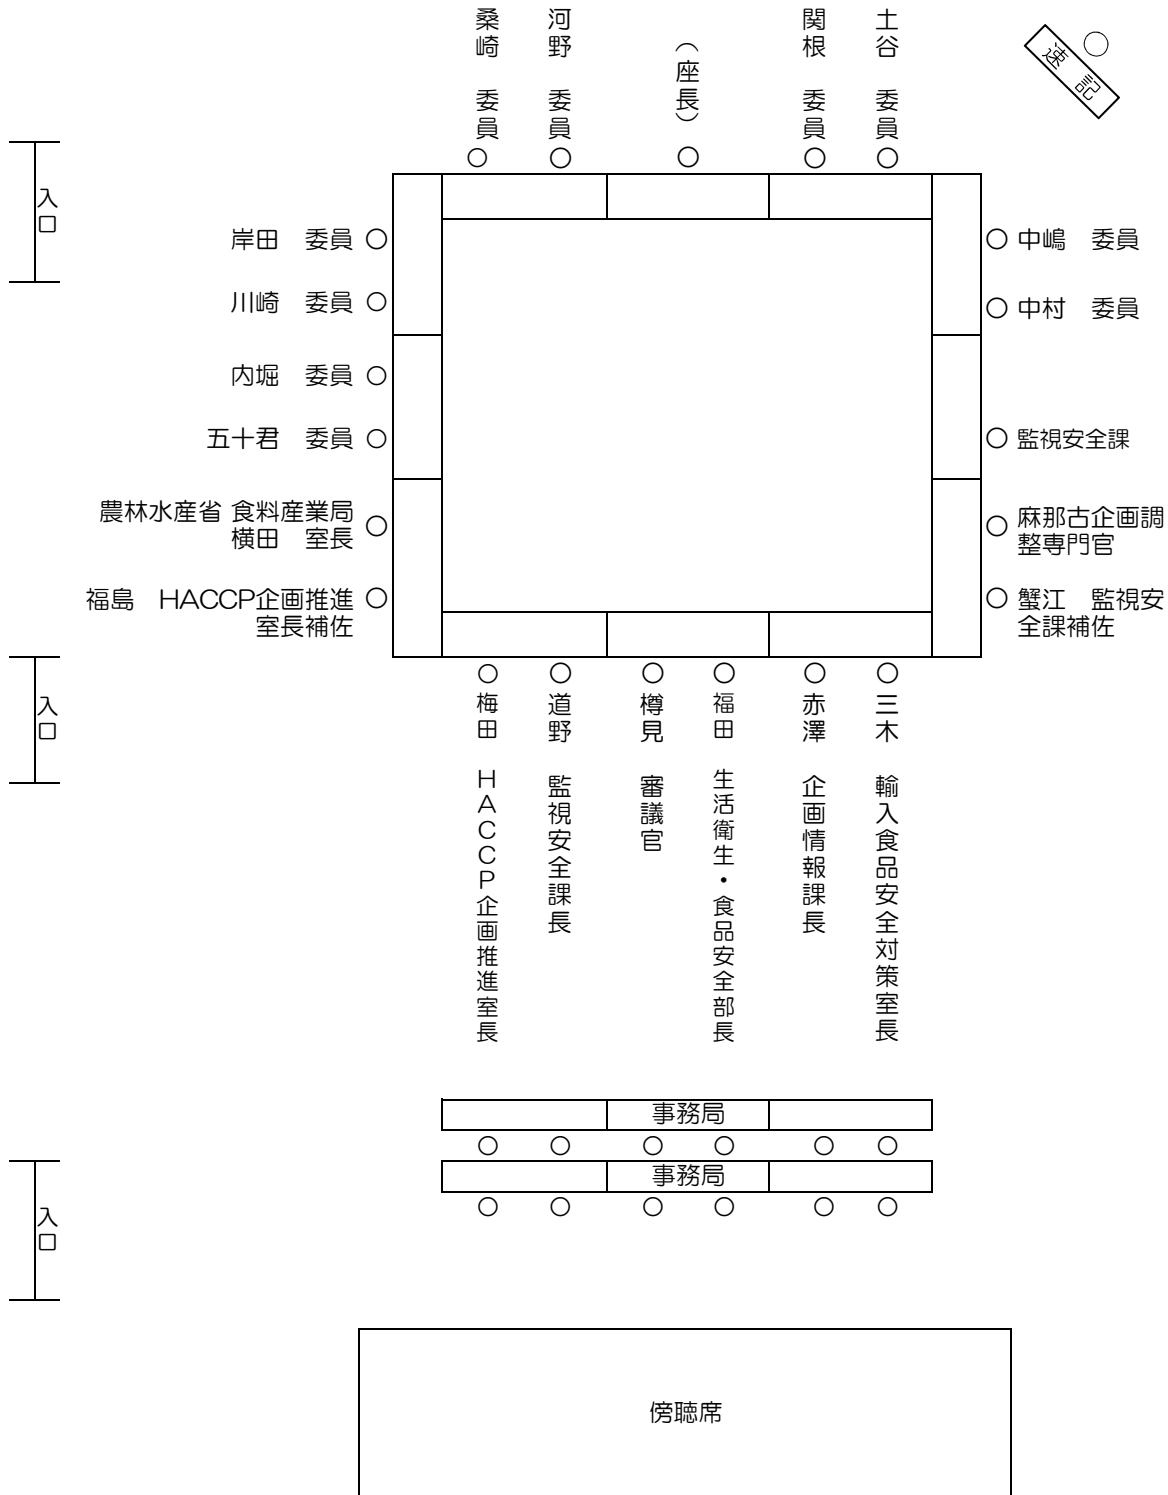 桑崎　委員
河野　委員
（座長）
関根　委員
土谷　委員
速記
入口
岸田　委員
川崎　委員
内堀　委員
五十君　委員
農林水産省 食料産業局
横田　室長
福島　HACCP企画推進
室長補佐
中嶋　委員
中村　委員
監視安全課
麻那古企画調
整専門官
蟹江　監視安
全課補佐
入口
梅田　HACCP企画推進室長
道野　監視安全課長
樽見　審議官
福田　生活衛生・食品安全部長
赤澤　企画情報課長
三木　輸入食品安全対策室長
事務局
事務局
入口
傍聴席